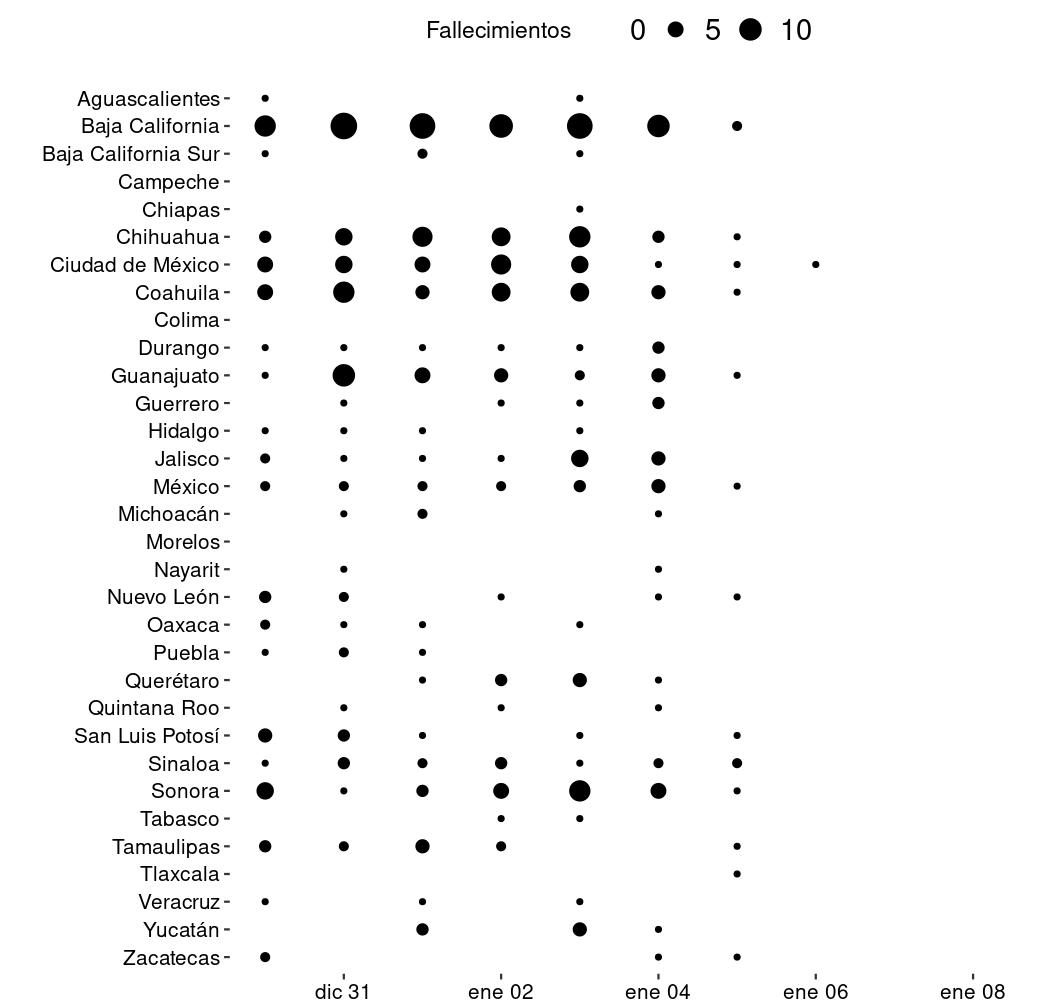 Fallecimientos 0 5 10
Aguascalientes
Baja California
Baja California Sur
Campeche
Chiapas
Chihuahua
Ciudad de México
Coahuila
Colima
Durango
Guanajuato
Guerrero
Hidalgo
Jalisco
México
Michoacán
Morelos
Nayarit
Nuevo León
Oaxaca
Puebla
Querétaro
Quintana Roo
San Luis Potosí
Sinaloa
Sonora
Tabasco
Tamaulipas
Tlaxcala
Veracruz
Yucatán
Zacatecas
dic 31 ene 02 ene 04 ene 06 ene 08